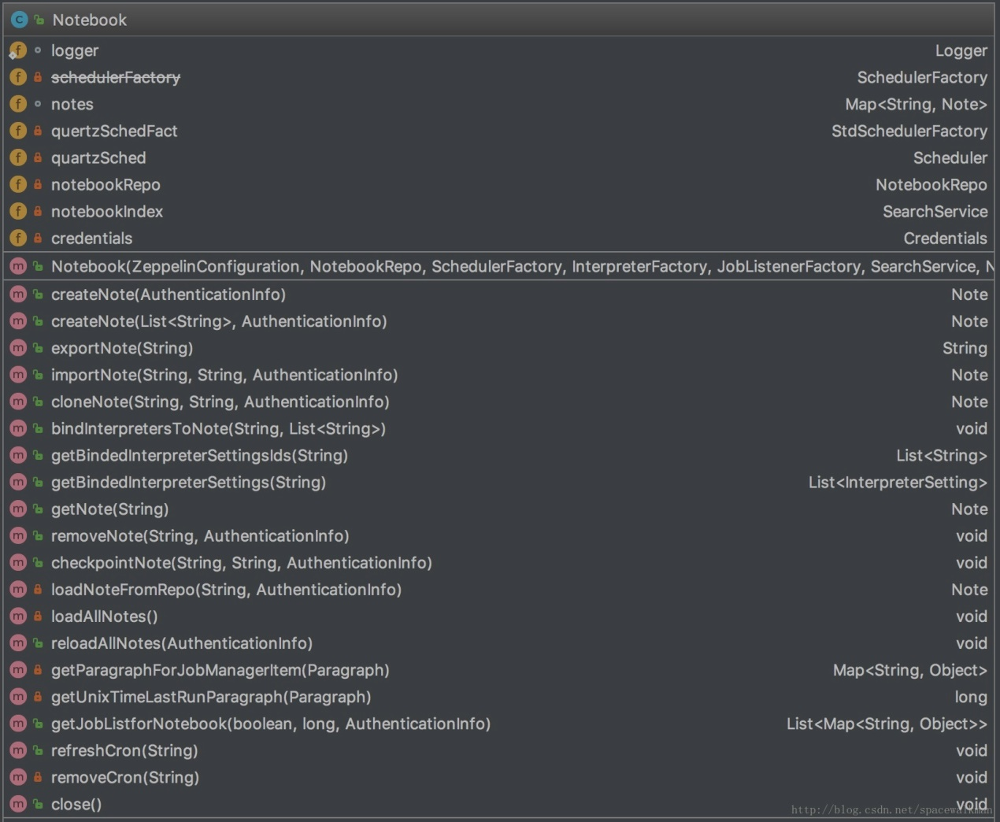 Notebook
logger Logger
schedulerFactory SchedulerFactory
notes Map<String, Note>
quertzSchedFact StdSchedulerFactory
quartzSched Scheduler
notebookRepo NotebookRepo
notebookIndex SearchService
credentials Credentials
Notebook(ZeppelinConfiguration, NotebookRepo, SchedulerFactory, InterpreterFactory, JobListenerFactory, SearchService, N
createNote(AuthenticationInfo) Note
createNote(List<String>, AuthenticationInfo) Note
exportNote(String) String
importNote(String, String, AuthenticationInfo) Note
cloneNote(String, String, AuthenticationInfo) Note
bindInterpretersToNote(String, List<String>) void
getBindedInterpreterSettingsIds(String) List<String>
getBindedInterpreterSettings(String) List<InterpreterSetting>
getNote(String) Note
removeNote(String, AuthenticationInfo) void
checkpointNote(String, String, AuthenticationInfo) void
loadNoteFromRepo(String, AuthenticationInfo) Note
loadAllNotes() void
reloadAllNotes(AuthenticationInfo) void
getParagraphForJobManagerItem(Paragraph) Map<String, Object>
getUnixTimeLastRunParagraph(Paragraph) long
getJobListforNotebook(boolean, long, AuthenticationInfo) List<Map<String, Object>>
refreshCron(String) void
removeCron(String) void
close() void
http://blog.csdn.net/spacewalkman